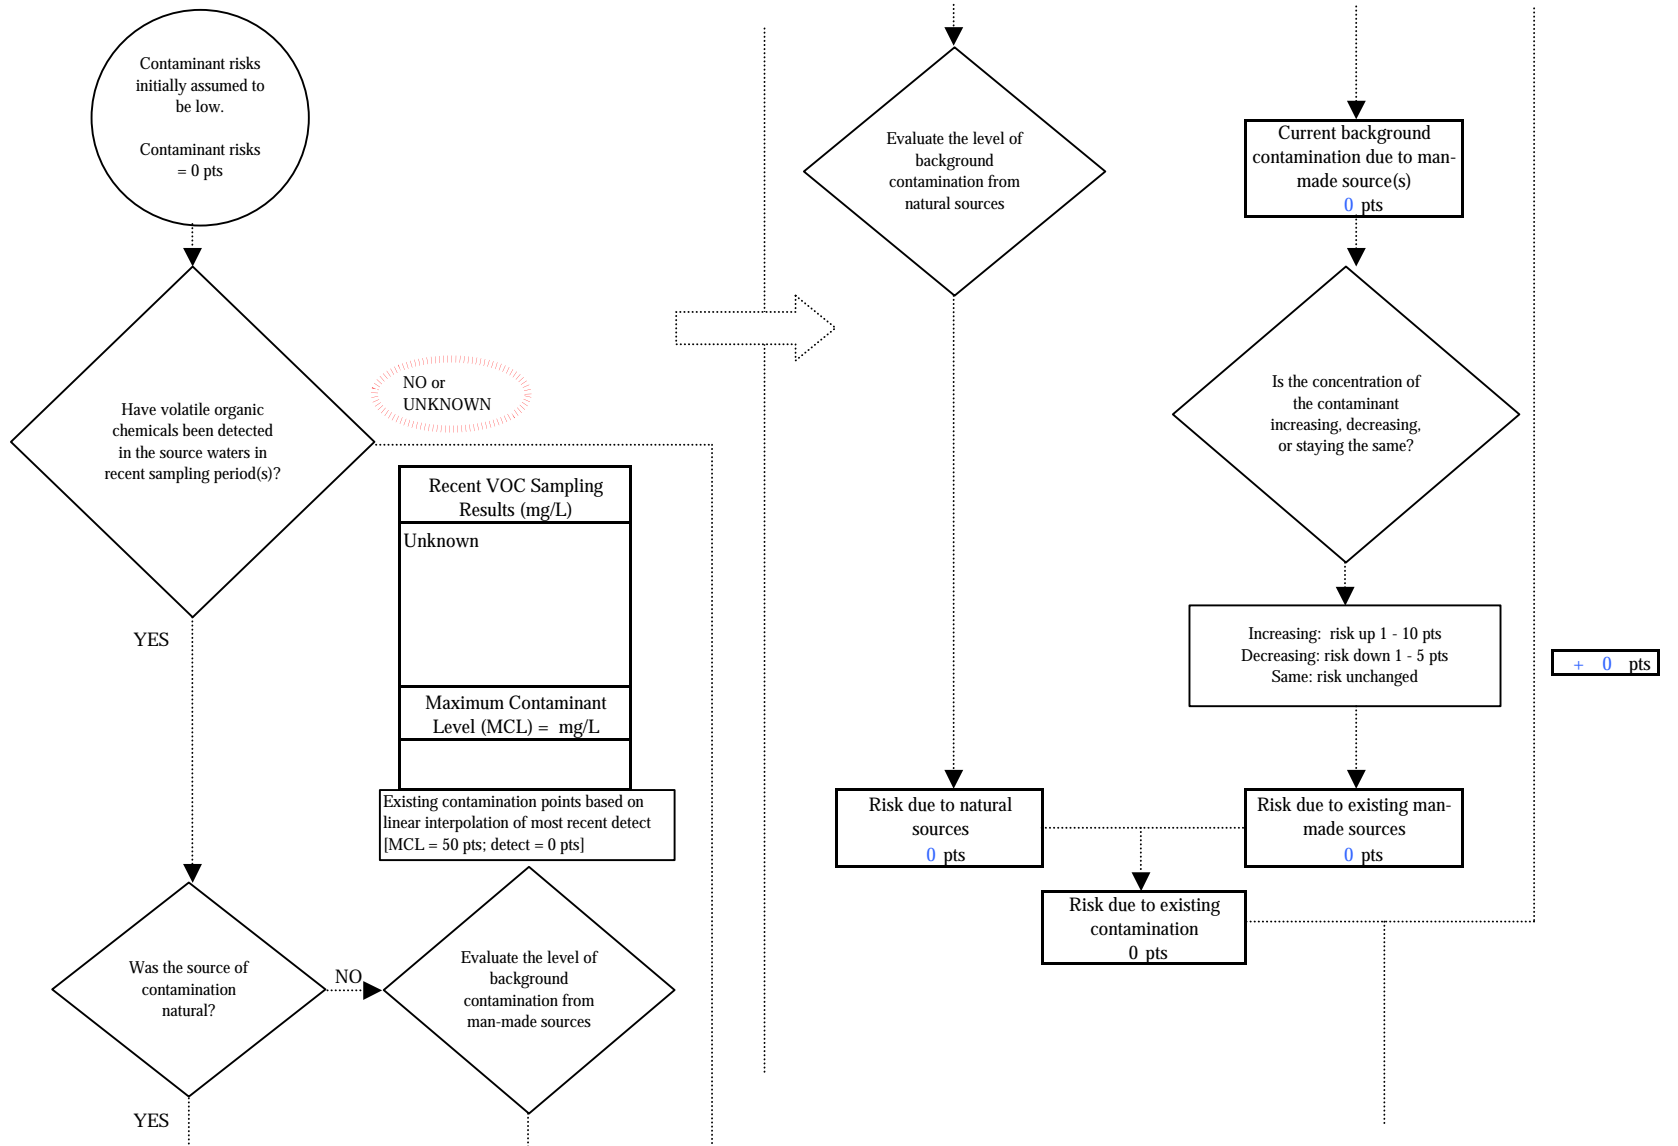 Contaminant risks
initially assumed to
be low.
Contaminant risks
= 0 pts
Have volatile organic
chemicals been detected
in the source waters in
recent sampling period(s)?
NO or
UNKNOWN
YES
Recent VOC Sampling
Results (mg/L)
Unknown
Maximum Contaminant
Level (MCL) = mg/L
Existing contamination points based on
linear interpolation of most recent detect
[MCL = 50 pts; detect = 0 pts]
Was the source of
contamination
natural?
NO
YES
Evaluate the level of
background
contamination from
man-made sources
Evaluate the level of
background
contamination from
natural sources
Current background
contamination due to man-
made source(s)
0 pts
Is the concentration of
the contaminant
increasing, decreasing,
or staying the same?
Increasing: risk up 1 - 10 pts
Decreasing: risk down 1 - 5 pts
Same: risk unchanged
+ 0 pts
Risk due to natural
sources
0 pts
Risk due to existing man-
made sources
0 pts
Risk due to existing
contamination
0 pts